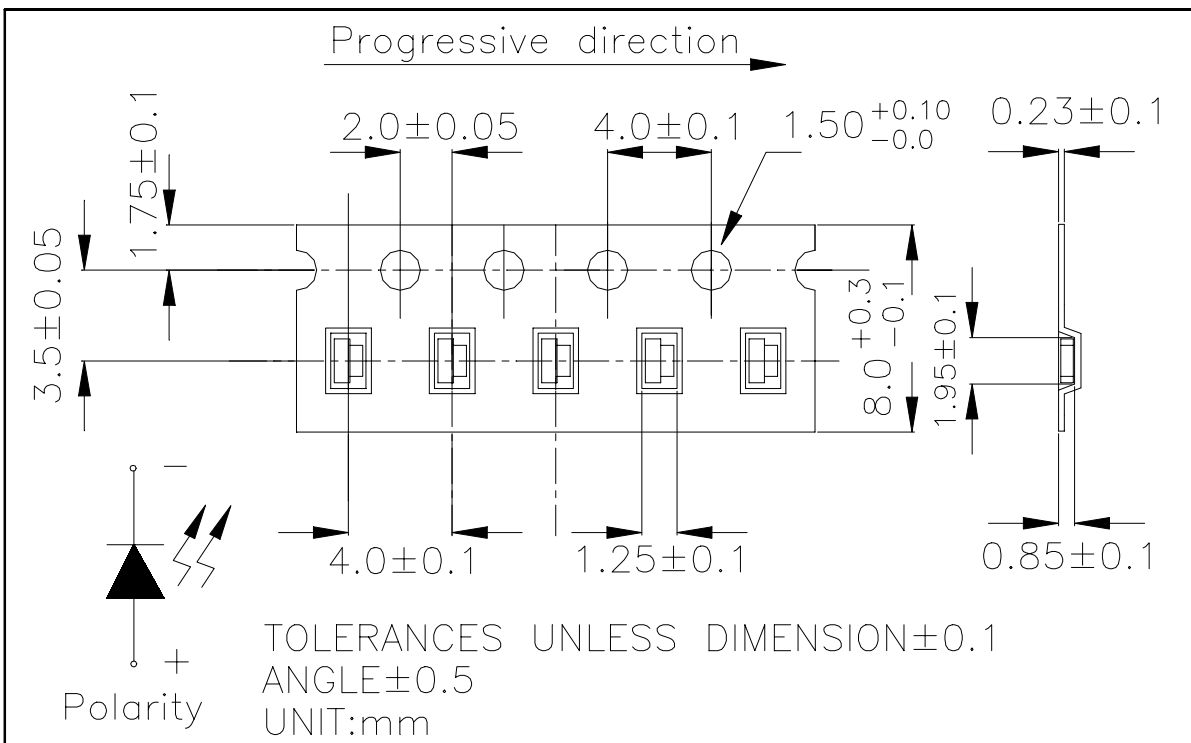 Progressive direction
2.0±0.05
4.0±0.1
1.50 +0.10 -0.0
0.23±0.1
1.75±0.1
3.5±0.05
8.0 +0.3 -0.1
1.95±0.1
−
4.0±0.1
1.25±0.1
0.85±0.1
+
Polarity
TOLERANCES UNLESS DIMENSION±0.1
ANGLE±0.5
UNIT:mm